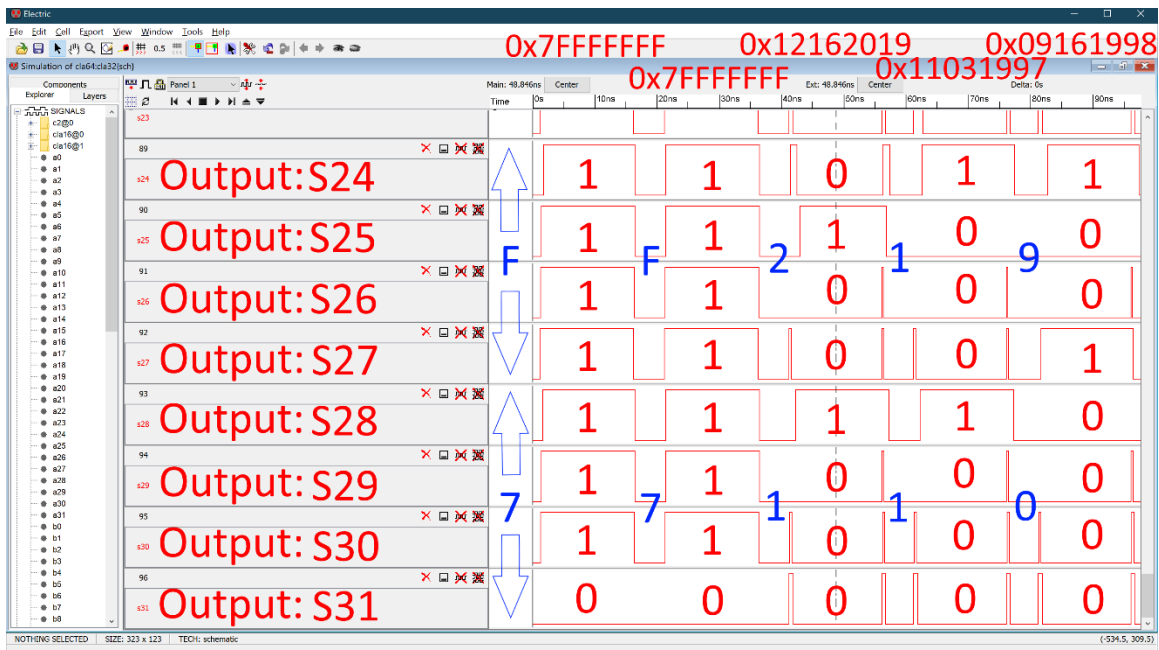 Electric
File Edit Cell Export View Window Tools Help
0.5
0x7FFFFFFF 0x12162019 0x09161998
0x7FFFFFFF 0x11031997
Simulation of cla64:cla32{sch}
Components
Explorer Layers
Panel 1
Main: 48.846ns Center Ext: 48.846ns Center Delta: 0s
Time 0s 10ns 20ns 30ns 40ns 50ns 60ns 70ns 80ns 90ns
SIGNALS
c2@0
cla16@0
cla16@1
a0
a1
a2
a3
a4
a5
a6
a7
a8
a9
a10
a11
a12
a13
a14
a15
a16
a17
a18
a19
a20
a21
a22
a23
a24
a25
a26
a27
a28
a29
a30
a31
b0
b1
b2
b3
b4
b5
b6
b7
b8
s23
89
s24 Output: S24 1 1 0 1 1
90
s25 Output: S25 1 1 1 0 0
F F 2 1 9
91
s26 Output: S26 1 1 0 0 0
92
s27 Output: S27 1 1 0 0 1
93
s28 Output: S28 1 1 1 1 0
94
s29 Output: S29 1 1 0 0 0
7 7 1 1 0
95
s30 Output: S30 1 1 0 0 0
96
s31 Output: S31 0 0 0 0 0
NOTHING SELECTED SIZE: 323 x 123 TECH: schematic (-534.5, 309.5)